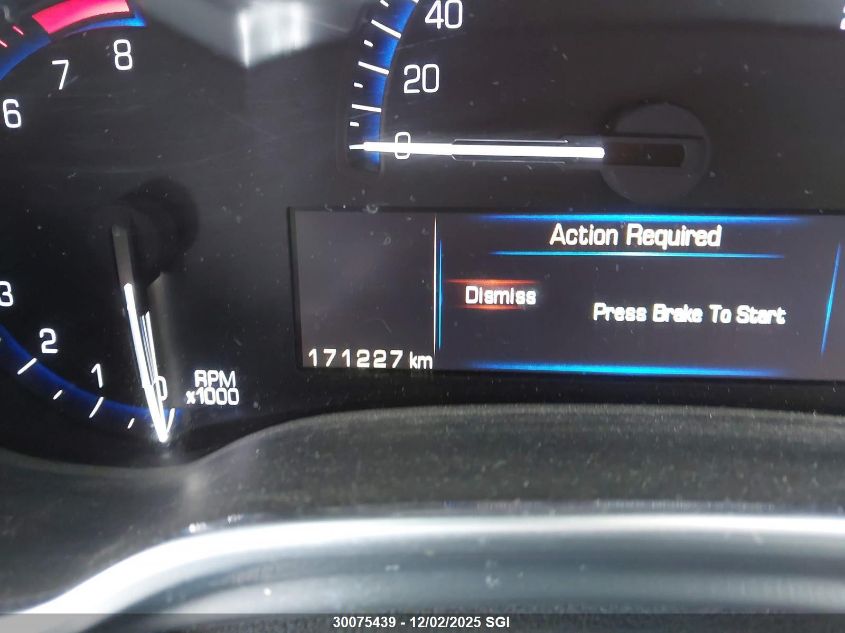 40
20
0
8
7
6
3
2
1
0
RPM
x1000
Action Required
Dismiss
Press Brake To Start
171227 km
30075439 - 12/02/2025 SGI